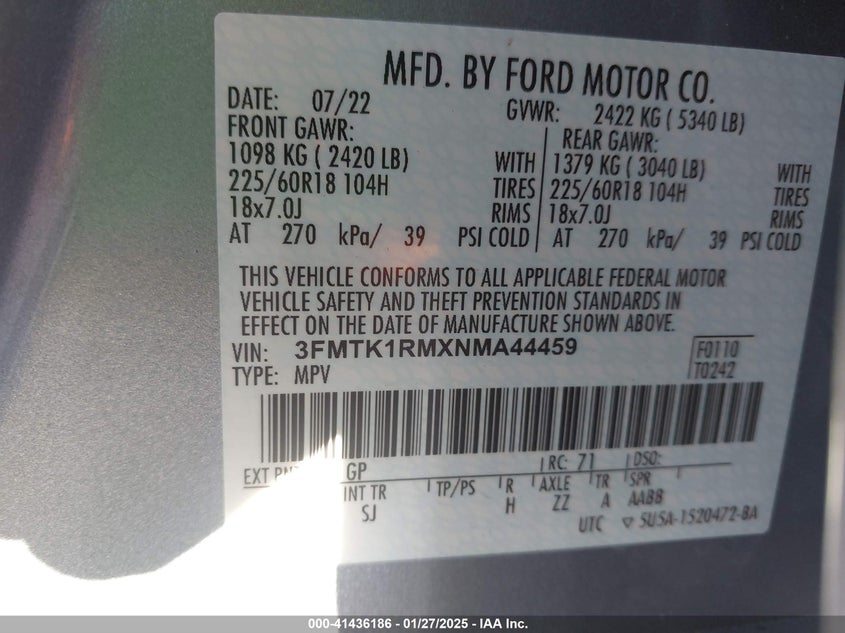 MFD. BY FORD MOTOR CO.
DATE: 07/22 GVWR: 2422 KG ( 5340 LB)
FRONT GAWR: REAR GAWR:
1098 KG ( 2420 LB) WITH 1379 KG ( 3040 LB) WITH
225/60R18 104H TIRES 225/60R18 104H TIRES
18x7.0J RIMS 18x7.0J RIMS
AT 270 kPa/ 39 PSI COLD AT 270 kPa/ 39 PSI COLD
THIS VEHICLE CONFORMS TO ALL APPLICABLE FEDERAL MOTOR
VEHICLE SAFETY AND THEFT PREVENTION STANDARDS IN
EFFECT ON THE DATE OF MANUFACTURE SHOWN ABOVE.
VIN: 3FMTK1RMXNMA44459 F0110
TYPE: MPV T0242
EXT GP RC: 71 DSO:
INT TR TP/PS R AXLE TR SPR
SJ H ZZ A AABB
UTC 5U5A-1520472-BA
000-41436186 - 01/27/2025 - IAA Inc.